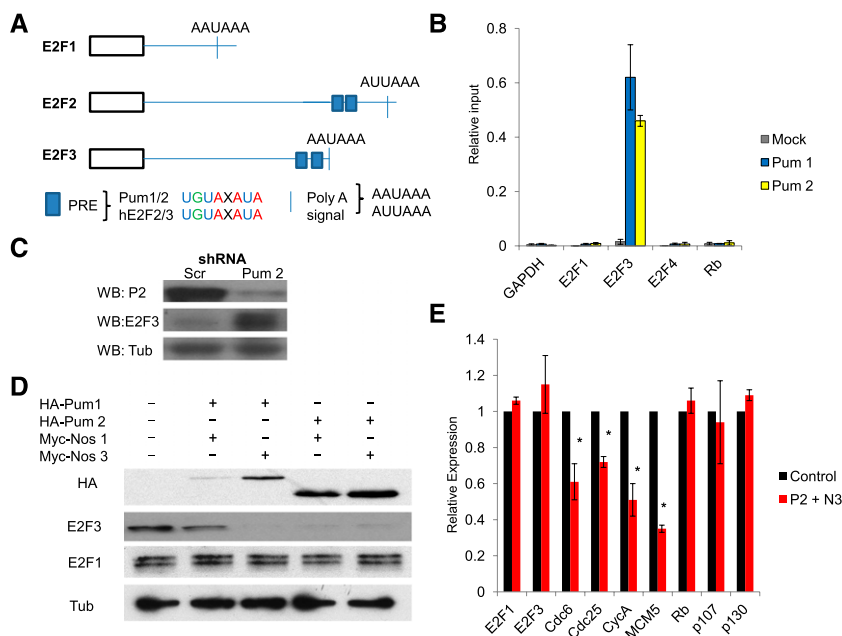 A
AAUAAA
E2F1
AUUAAA
E2F2
AAUAAA
E2F3
PRE
Pum1/2 UGUAXAUA
hE2F2/3 UGUAXAUA
Poly A
signal
AAUAAA
AUUAAA
B
Relative input
0.8
0.6
0.4
0.2
0
GAPDH
E2F1
E2F3
E2F4
Rb
Mock
Pum 1
Pum 2
C
shRNA
Scr Pum 2
WB: P2
WB:E2F3
WB: Tub
D
HA-Pum1 – + + – –
HA-Pum 2 – – – + +
Myc-Nos 1 – + – + –
Myc-Nos 3 – – + – +
HA
E2F3
E2F1
Tub
E
Relative Expression
1.4
1.2
1
0.8
0.6
0.4
0.2
0
* * * *
E2F1
E2F3
Cdc6
Cdc25
CycA
MCM5
Rb
p107
p130
Control
P2 + N3